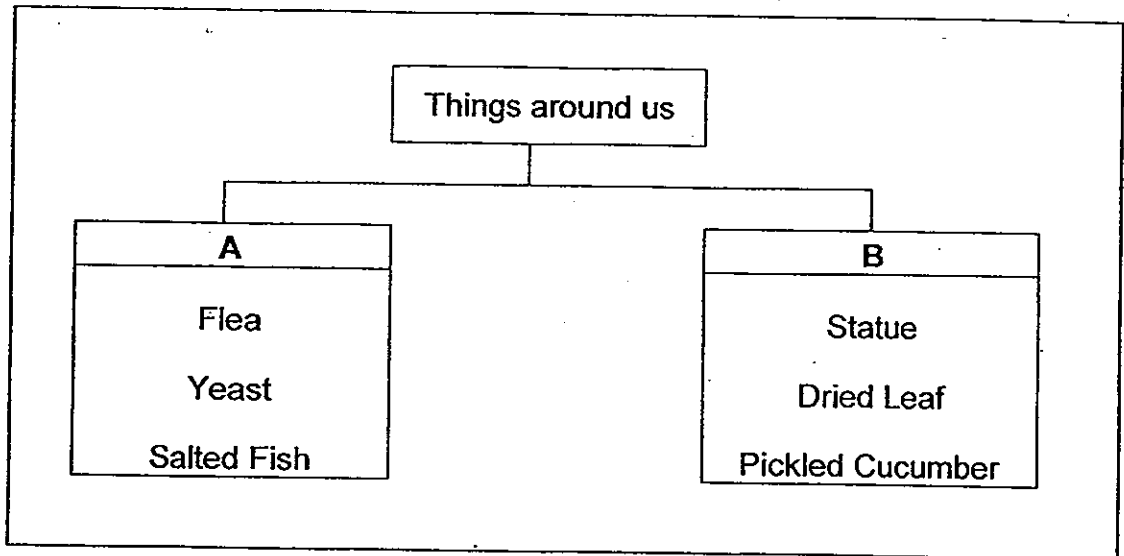 Things around us
A
Flea
Yeast
Salted Fish
B
Statue
Dried Leaf
Pickled Cucumber